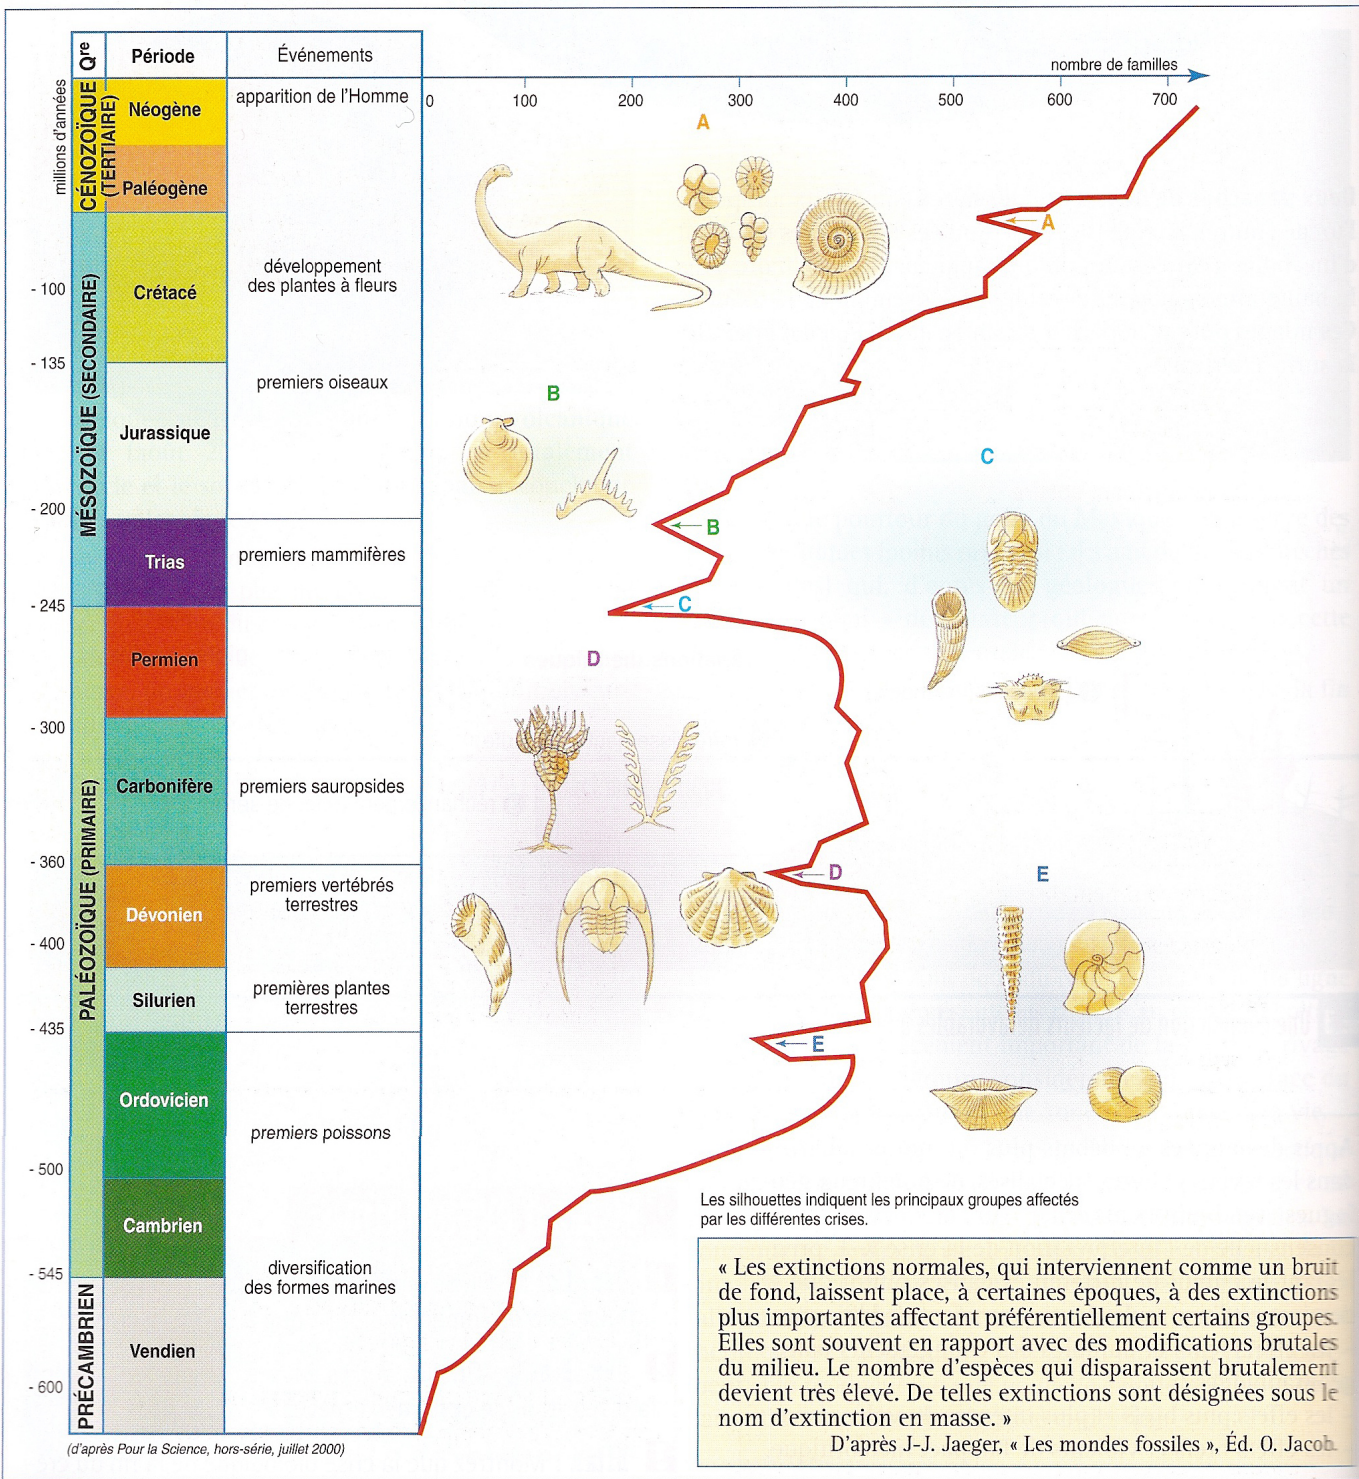 Qre
Période
Événements
nombre de familles
0
100
200
300
400
500
600
700
millions d'années
CÉNOZOÏQUE
(TERTIAIRE)
Néogène
apparition de l'Homme
A
Paléogène
A
MÉSOZOÏQUE (SECONDAIRE)
développement
des plantes à fleurs
- 100
Crétacé
- 135
premiers oiseaux
B
Jurassique
C
- 200
B
Trias
premiers mammifères
- 245
C
PALÉOZOÏQUE (PRIMAIRE)
Permien
D
- 300
Carbonifère
premiers sauropsides
- 360
D
E
premiers vertébrés
terrestres
Dévonien
- 400
Silurien
premières plantes
terrestres
- 435
E
Ordovicien
premiers poissons
- 500
Les silhouettes indiquent les principaux groupes affectés
par les différentes crises.
Cambrien
- 545
diversification
des formes marines
PRÉCAMBRIEN
Vendien
- 600
« Les extinctions normales, qui interviennent comme un bruit
de fond, laissent place, à certaines époques, à des extinctions
plus importantes affectant préférentiellement certains groupes.
Elles sont souvent en rapport avec des modifications brutales
du milieu. Le nombre d'espèces qui disparaissent brutalement
devient très élevé. De telles extinctions sont désignées sous le
nom d'extinction en masse. »
D'après J-J. Jaeger, « Les mondes fossiles », Éd. O. Jacob.
(d'après Pour la Science, hors-série, juillet 2000)